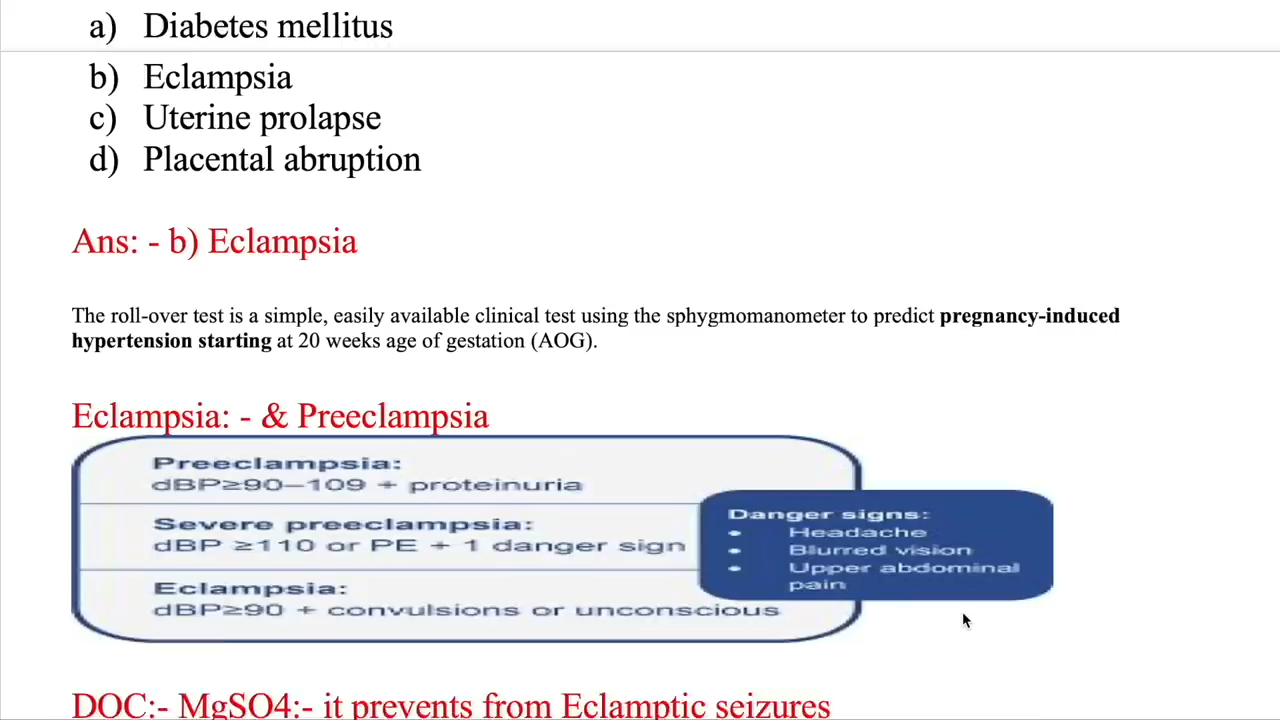 a) Diabetes mellitus
b) Eclampsia
c) Uterine prolapse
d) Placental abruption
Ans: - b) Eclampsia
The roll-over test is a simple, easily available clinical test using the sphygmomanometer to predict pregnancy-induced
hypertension starting at 20 weeks age of gestation (AOG).
Eclampsia: - & Preeclampsia
Preeclampsia:
dBP≥90–109 + proteinuria
Severe preeclampsia:
dBP ≥110 or PE + 1 danger sign
Eclampsia:
dBP≥90 + convulsions or unconscious
Danger signs:
• Headache
• Blurred vision
• Upper abdominal
pain
DOC:- MgSO4:- it prevents from Eclamptic seizures